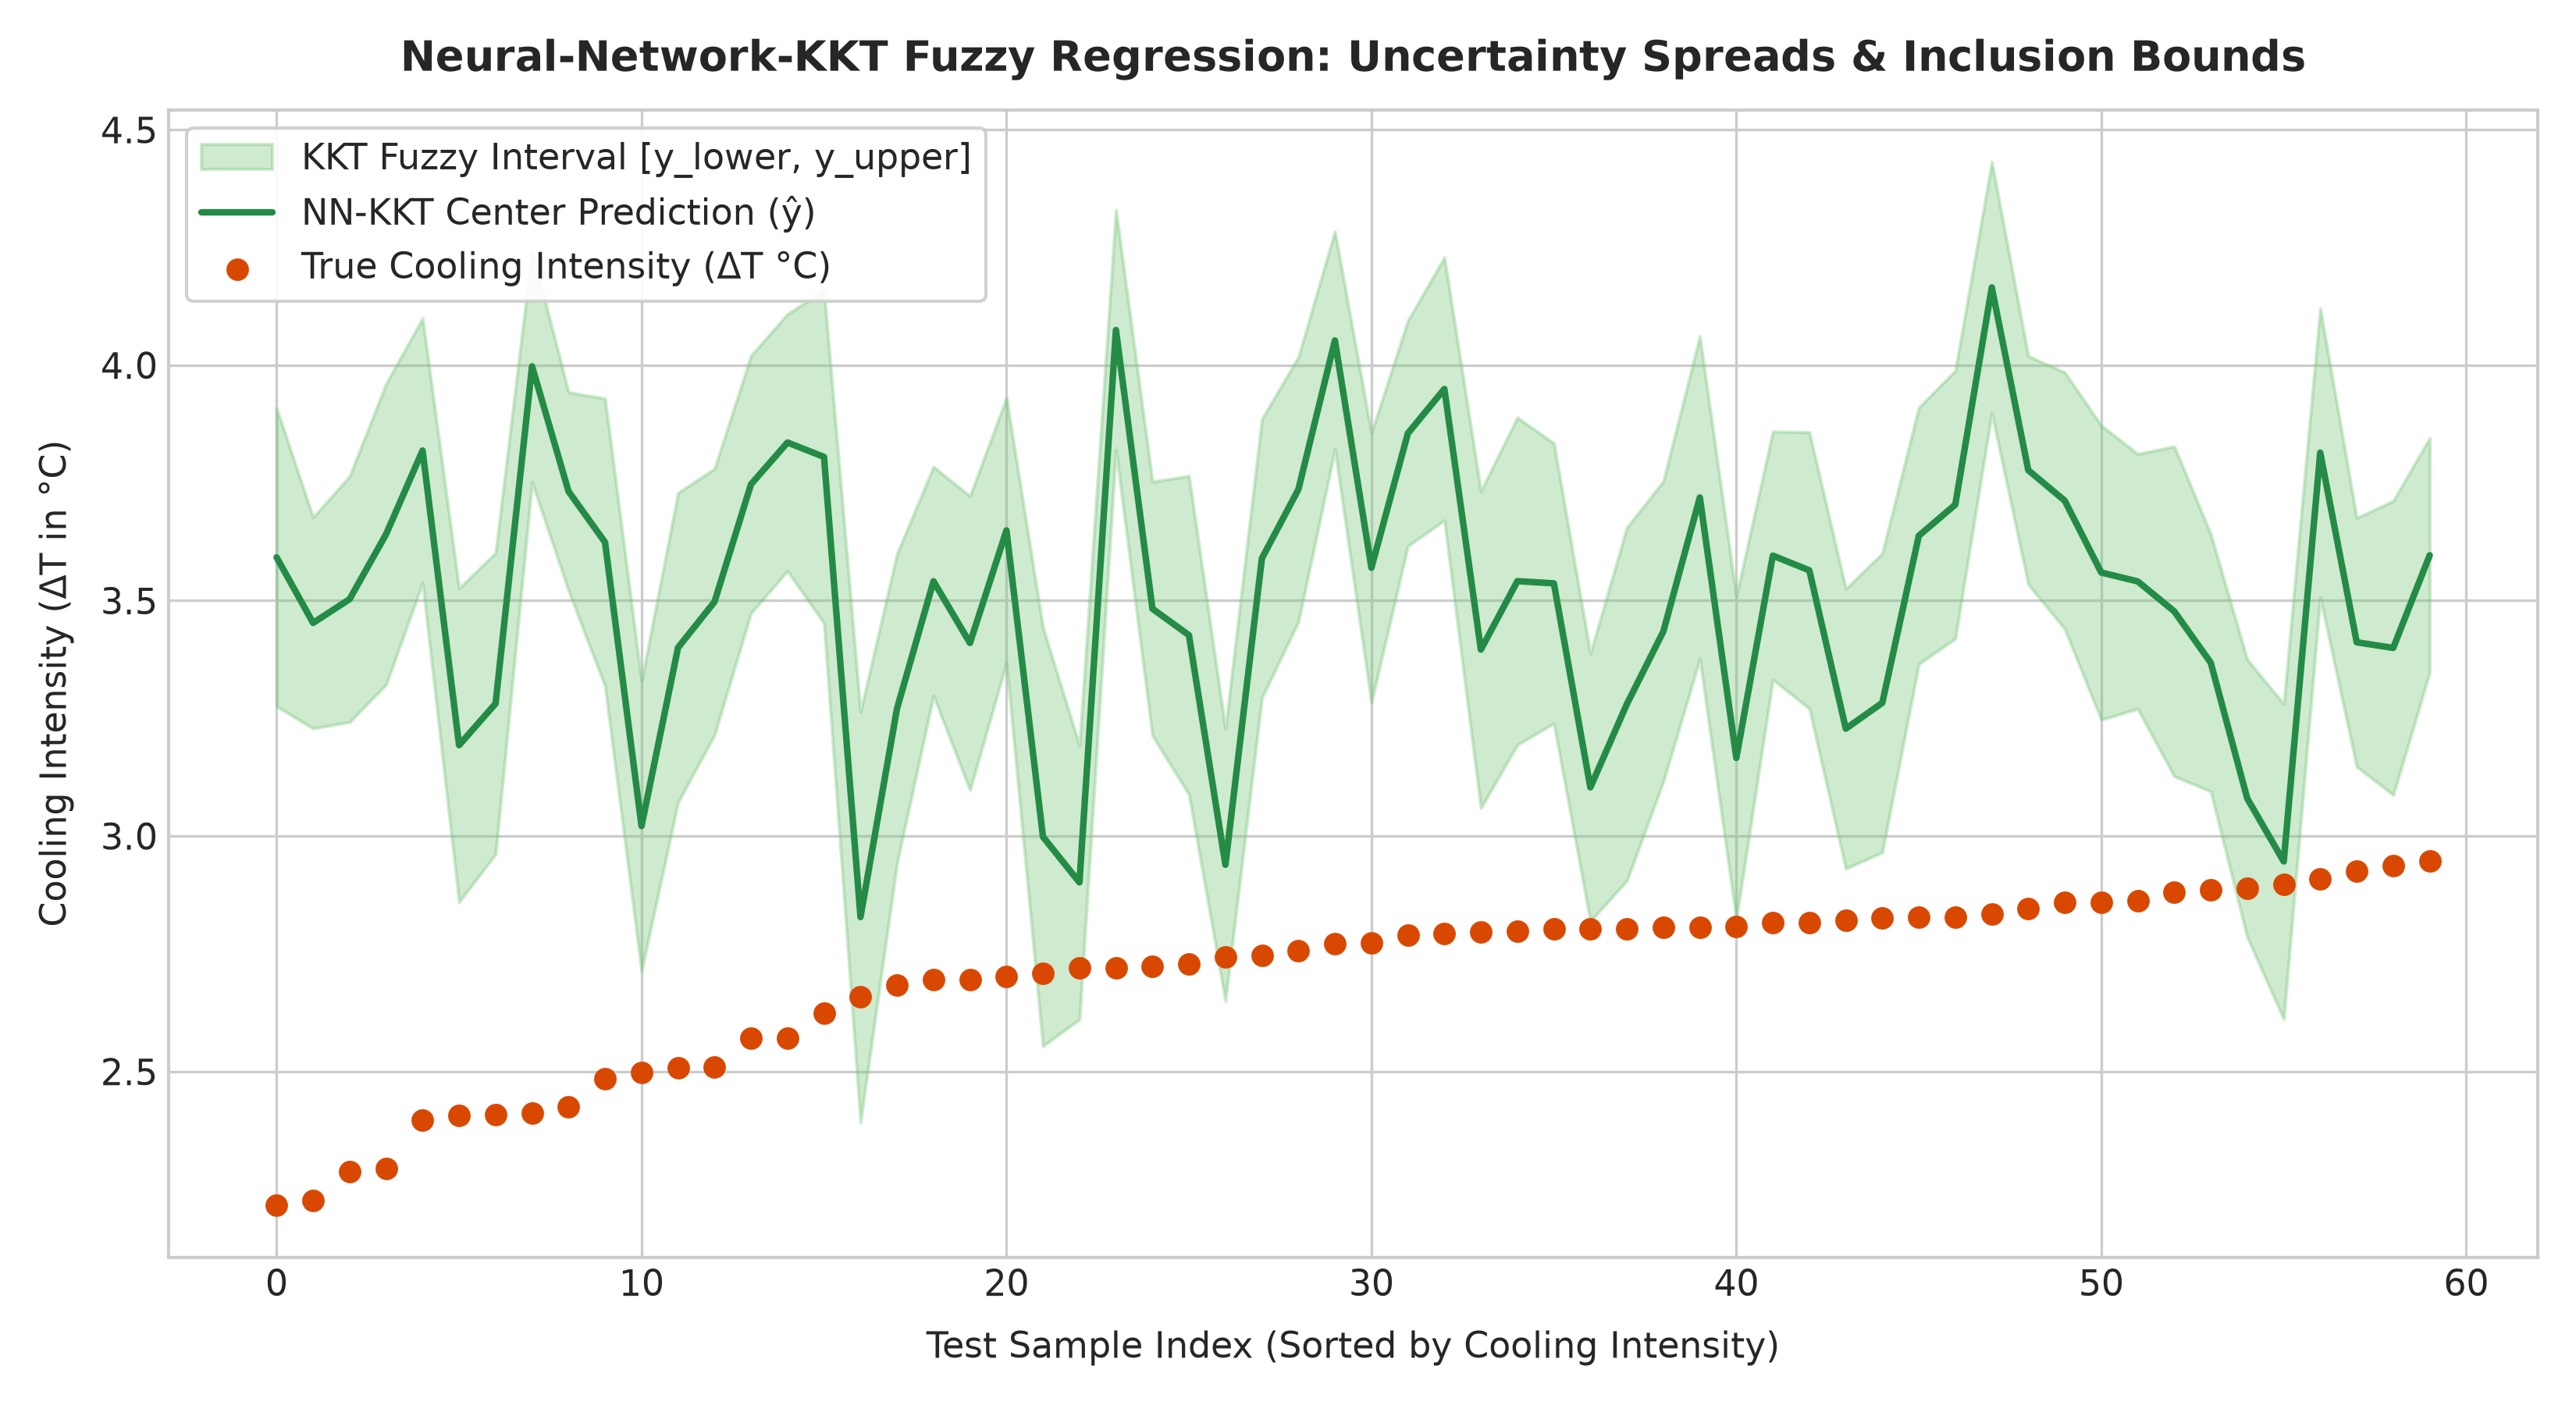 Neural-Network-KKT Fuzzy Regression: Uncertainty Spreads & Inclusion Bounds
KKT Fuzzy Interval [y_lower, y_upper]
NN-KKT Center Prediction (ŷ)
True Cooling Intensity (ΔT °C)
Cooling Intensity (ΔT in °C)
4.5
4.0
3.5
3.0
2.5
0 10 20 30 40 50 60
Test Sample Index (Sorted by Cooling Intensity)